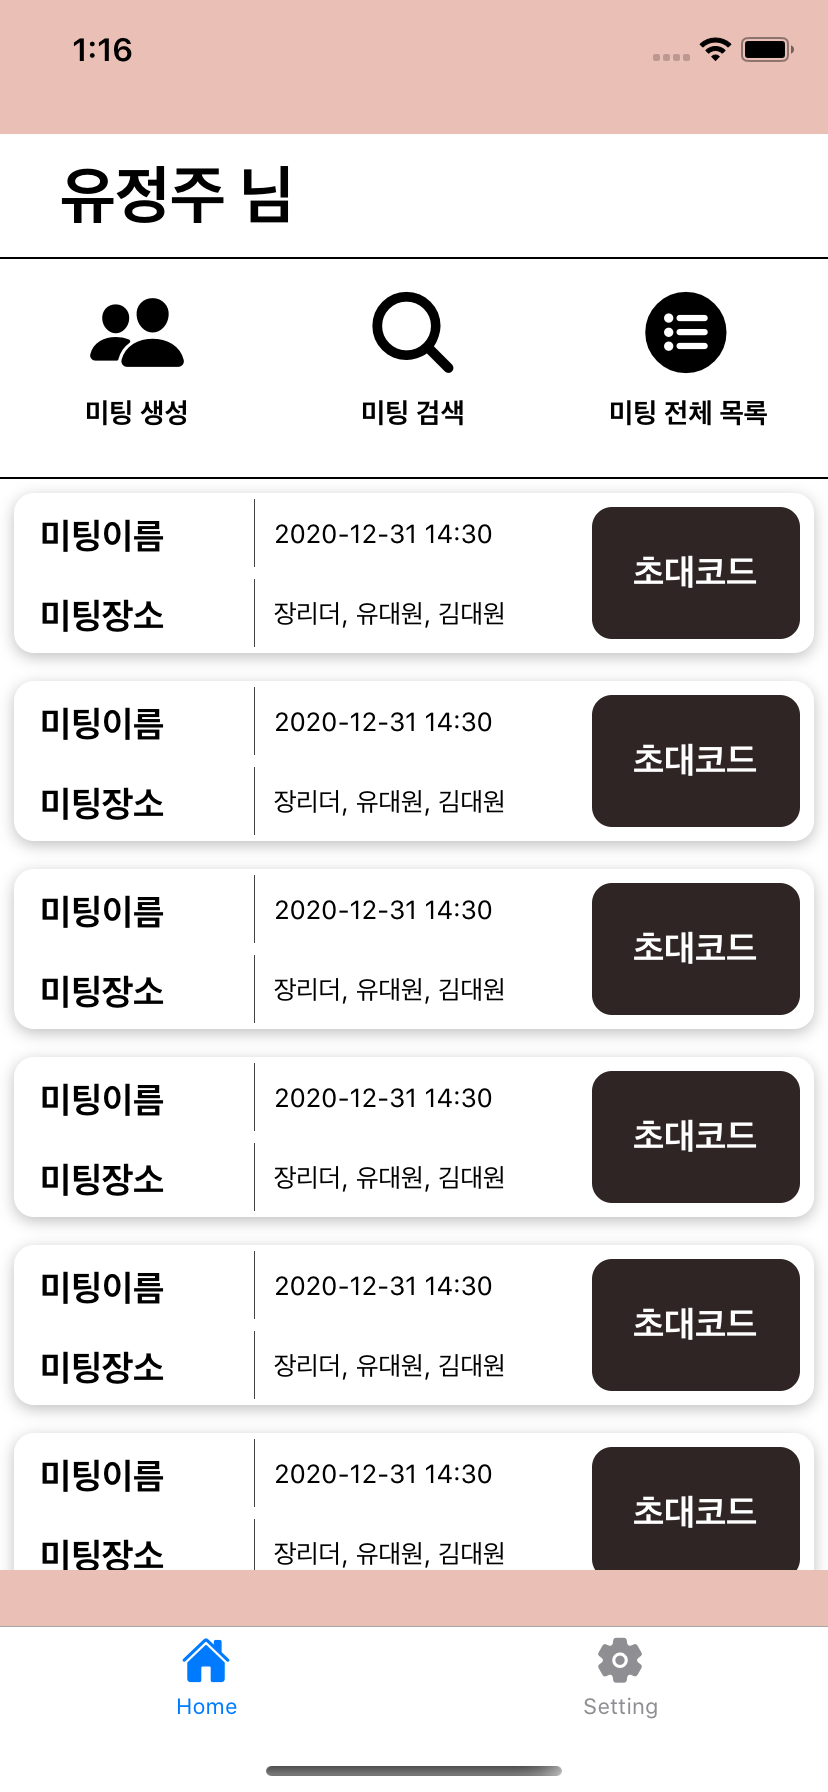 1:16
유정주 님
미팅 생성
미팅 검색
미팅 전체 목록
미팅이름
2020-12-31 14:30
미팅장소
장리더, 유대원, 김대원
초대코드
미팅이름
2020-12-31 14:30
미팅장소
장리더, 유대원, 김대원
초대코드
미팅이름
2020-12-31 14:30
미팅장소
장리더, 유대원, 김대원
초대코드
미팅이름
2020-12-31 14:30
미팅장소
장리더, 유대원, 김대원
초대코드
미팅이름
2020-12-31 14:30
미팅장소
장리더, 유대원, 김대원
초대코드
미팅이름
2020-12-31 14:30
미팅장소
장리더, 유대원, 김대원
초대코드
Home
Setting